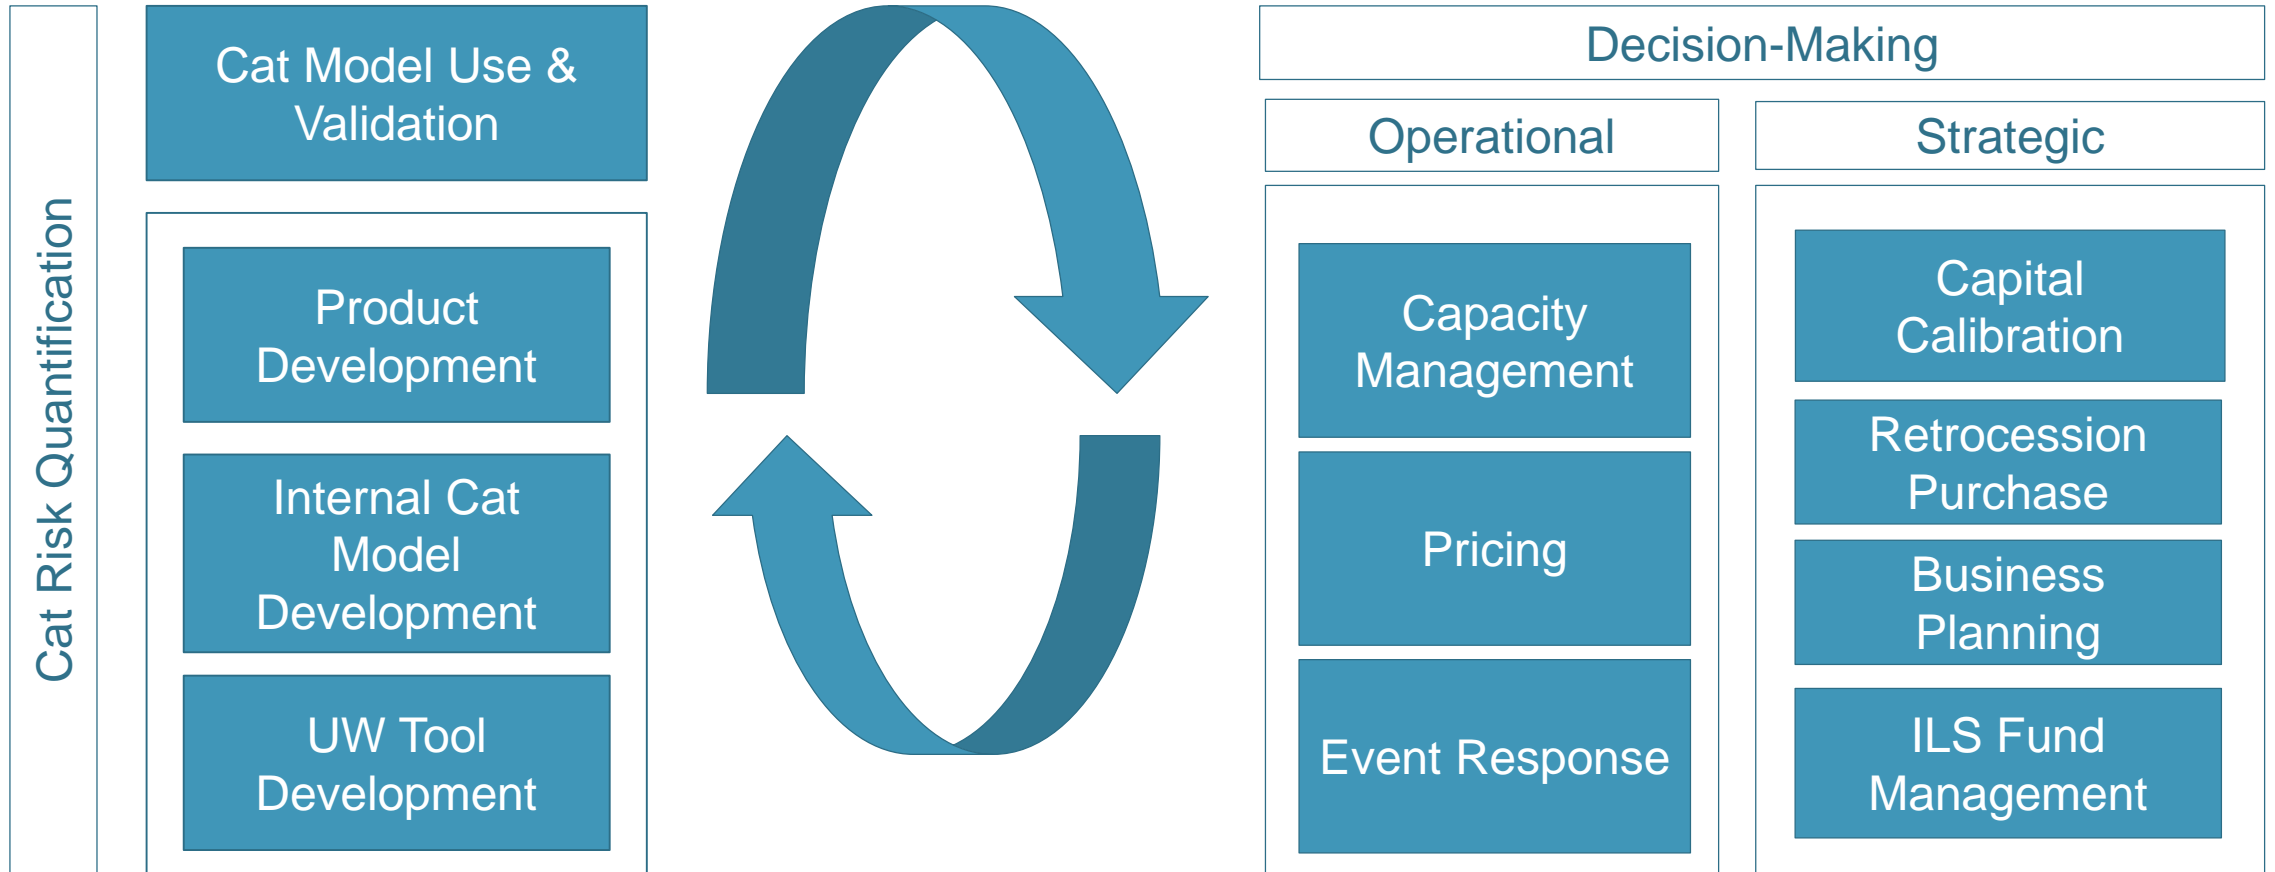 Cat Risk Quantification
Cat Model Use &
Validation
Product
Development
Internal Cat
Model
Development
UW Tool
Development
Decision-Making
Operational
Capacity
Management
Pricing
Event Response
Strategic
Capital
Calibration
Retrocession
Purchase
Business
Planning
ILS Fund
Management